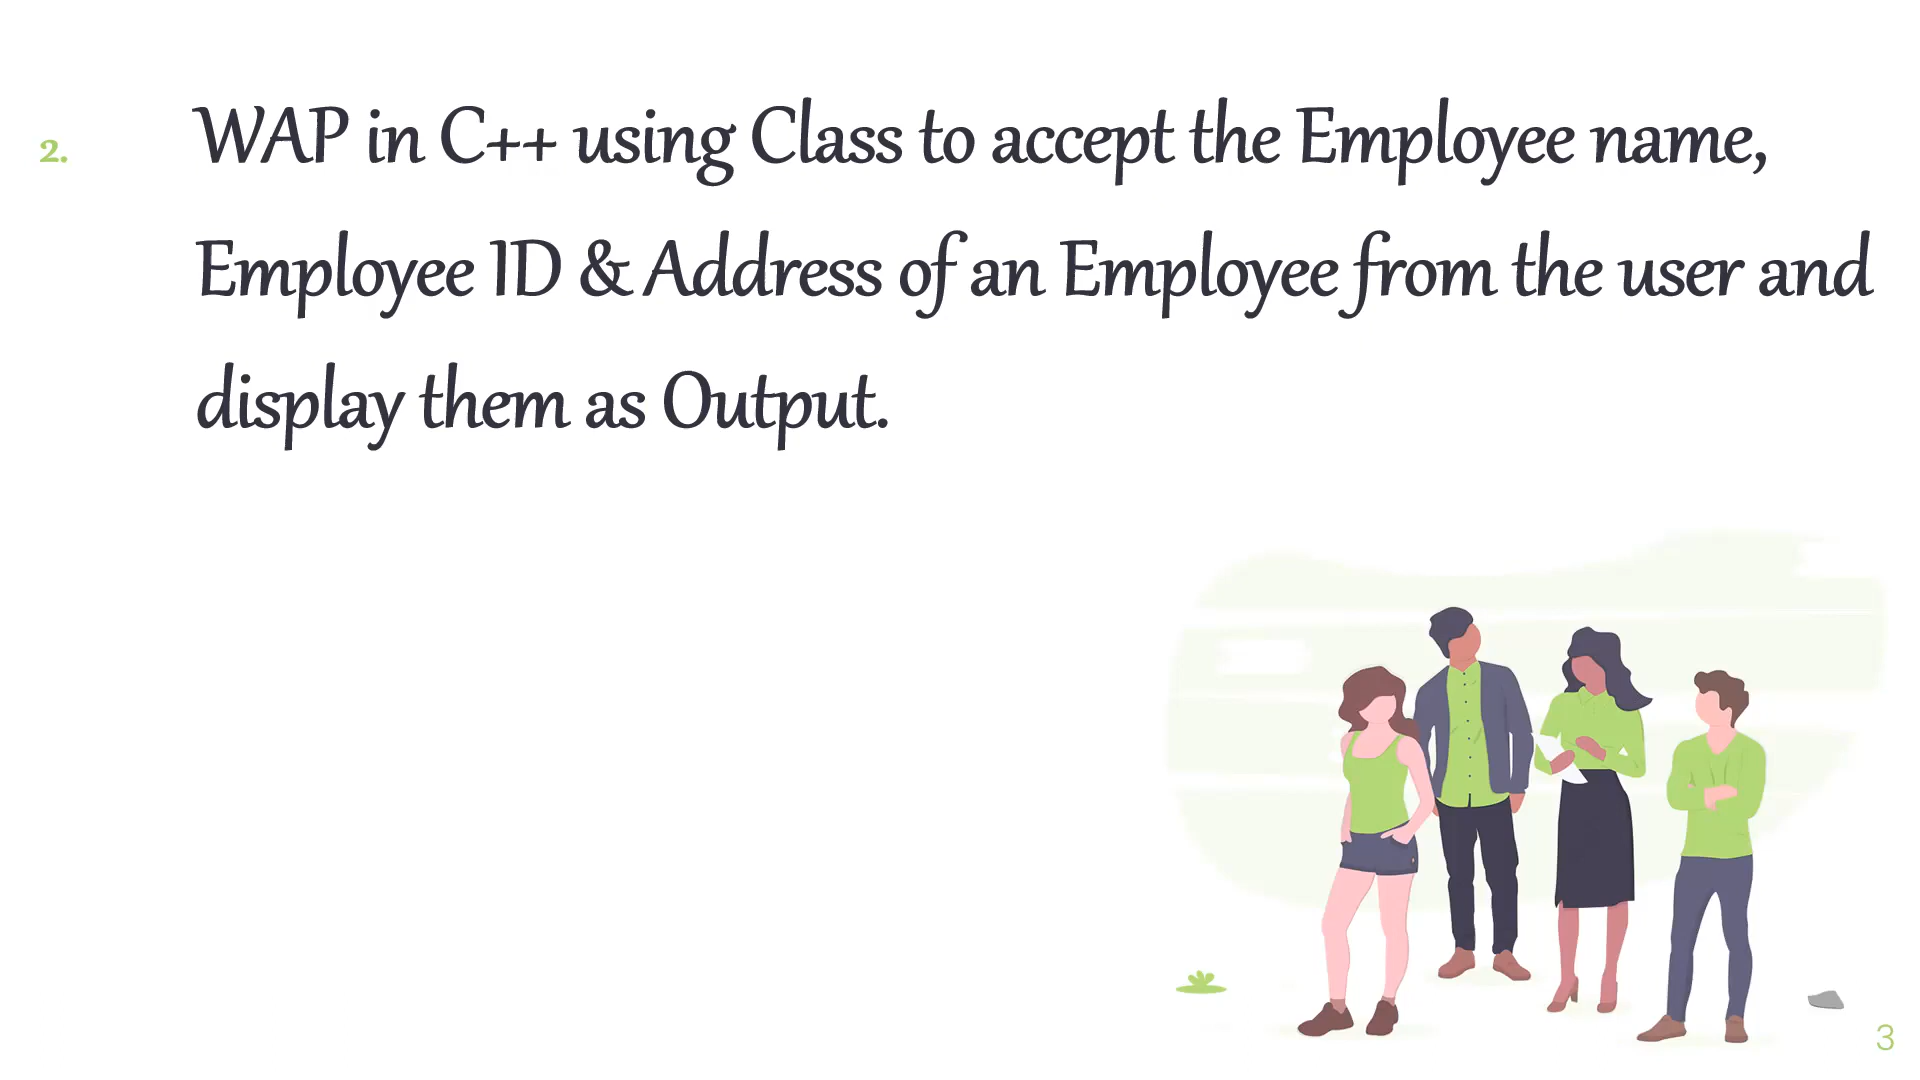 2. WAP in C++ using Class to accept the Employee name,
Employee ID & Address of an Employee from the user and
display them as Output.
3